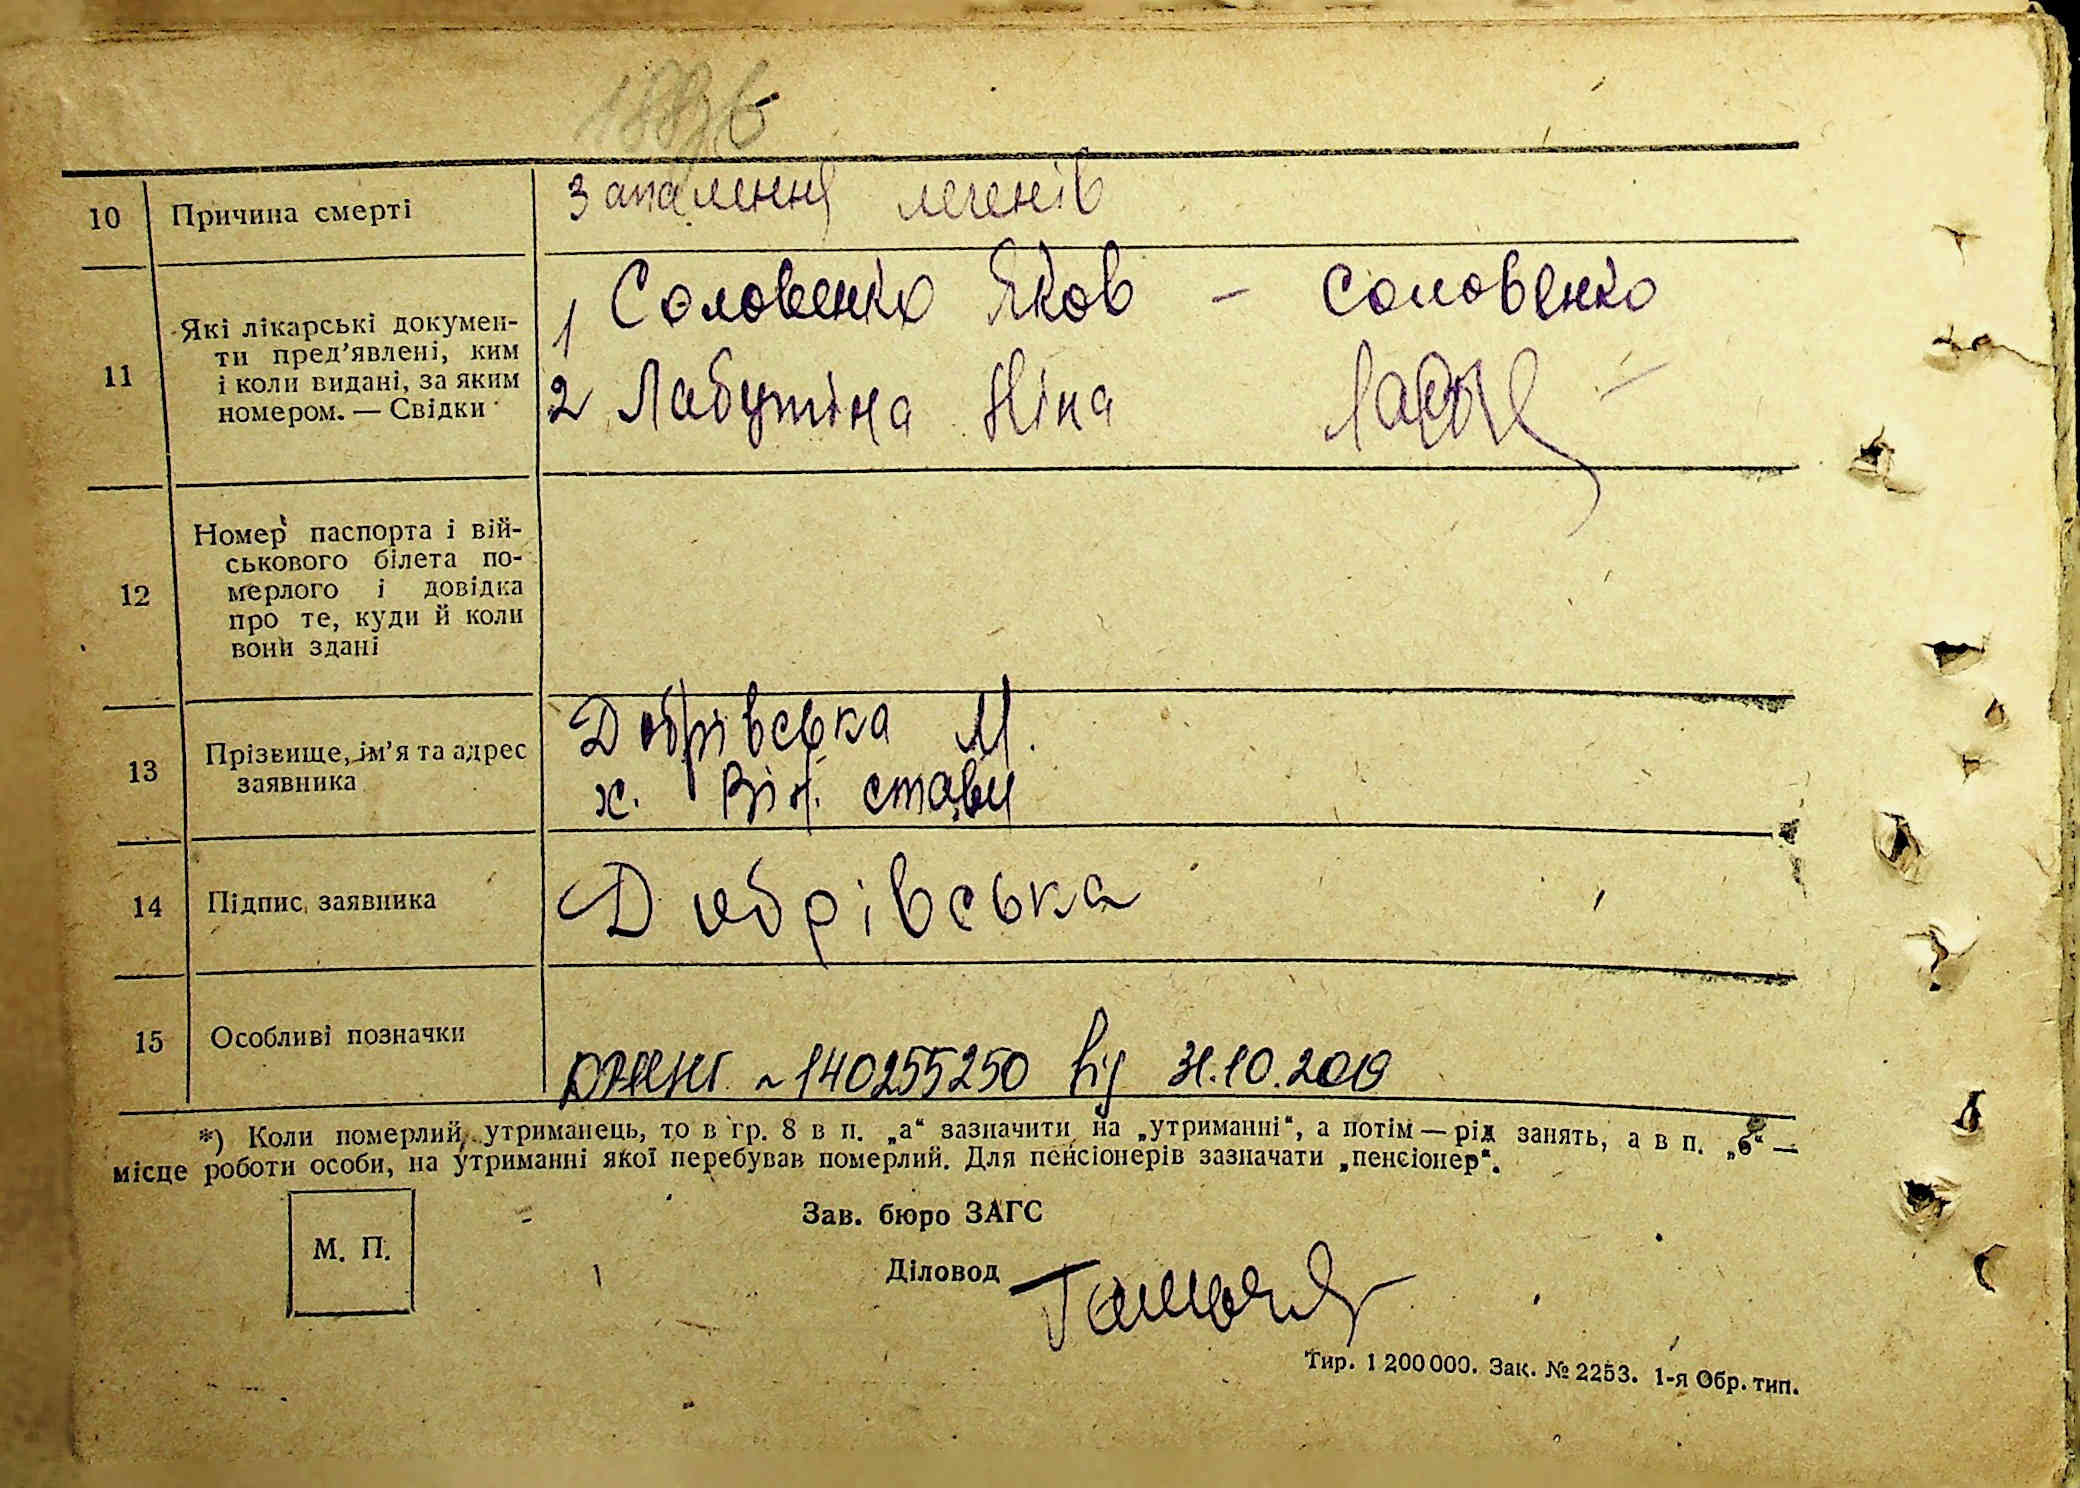 10 Причина смерті
Запалення легенів
11 Які лікарські докумен-
ти пред’явлені, ким
і коли видані, за яким
номером. — Свідки
1 Соловенко Яков – Соловенко
2 Лабутіна Ніна
12 Номер паспорта і вій-
ськового білета по-
мерлого і довідка
про те, куди й коли
вони здані
13 Прізвище, ім’я та адрес
заявника
Добрівська М.
х. Віл. стави
14 Підпис заявника
Добрівська
15 Особливі позначки
№ 140255250 від 31.10.2019
*) Коли померлий утриманець, то в гр. 8 в п. „а“ зазначити на „утриманні“, а потім — рід занять, а в п. „б“ —
місце роботи особи, на утриманні якої перебував померлий. Для пенсіонерів зазначати „пенсіонер“.
М. П.
Зав. бюро ЗАГС
Діловод
Тир. 1 200 000. Зак. № 2253. 1-я Обр. тип.